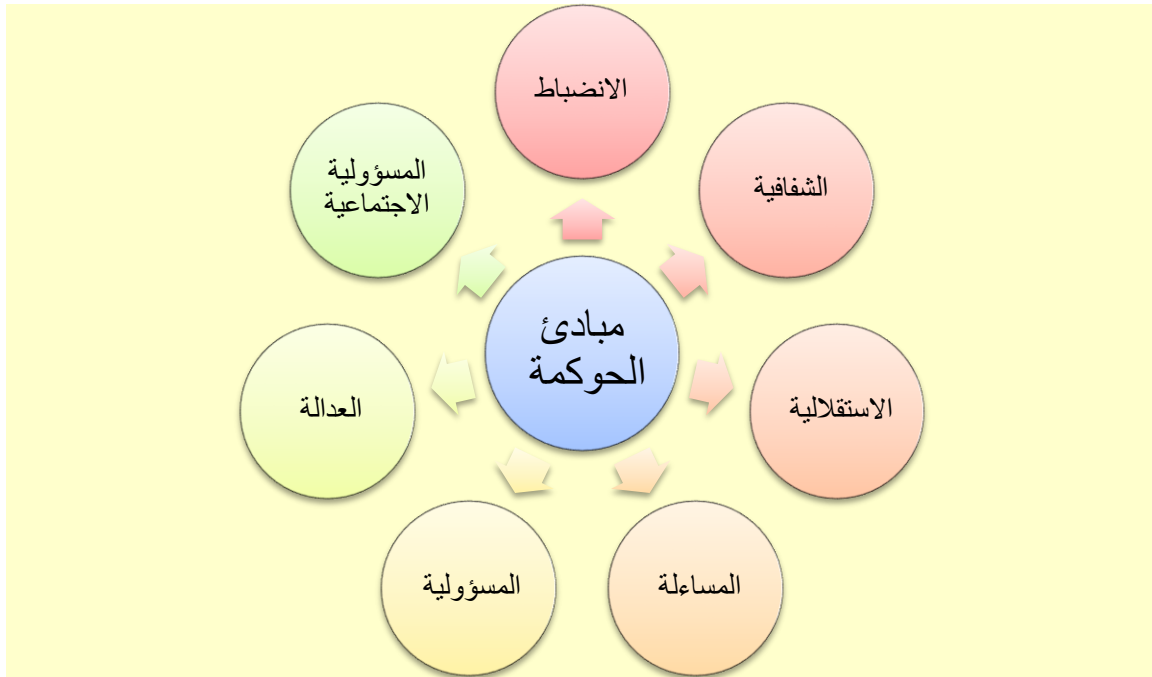 الانضباط
الشفافية
المسؤولية
الاجتماعية
مبادئ
الحوكمة
الاستقلالية
العدالة
المساءلة
المسؤولية